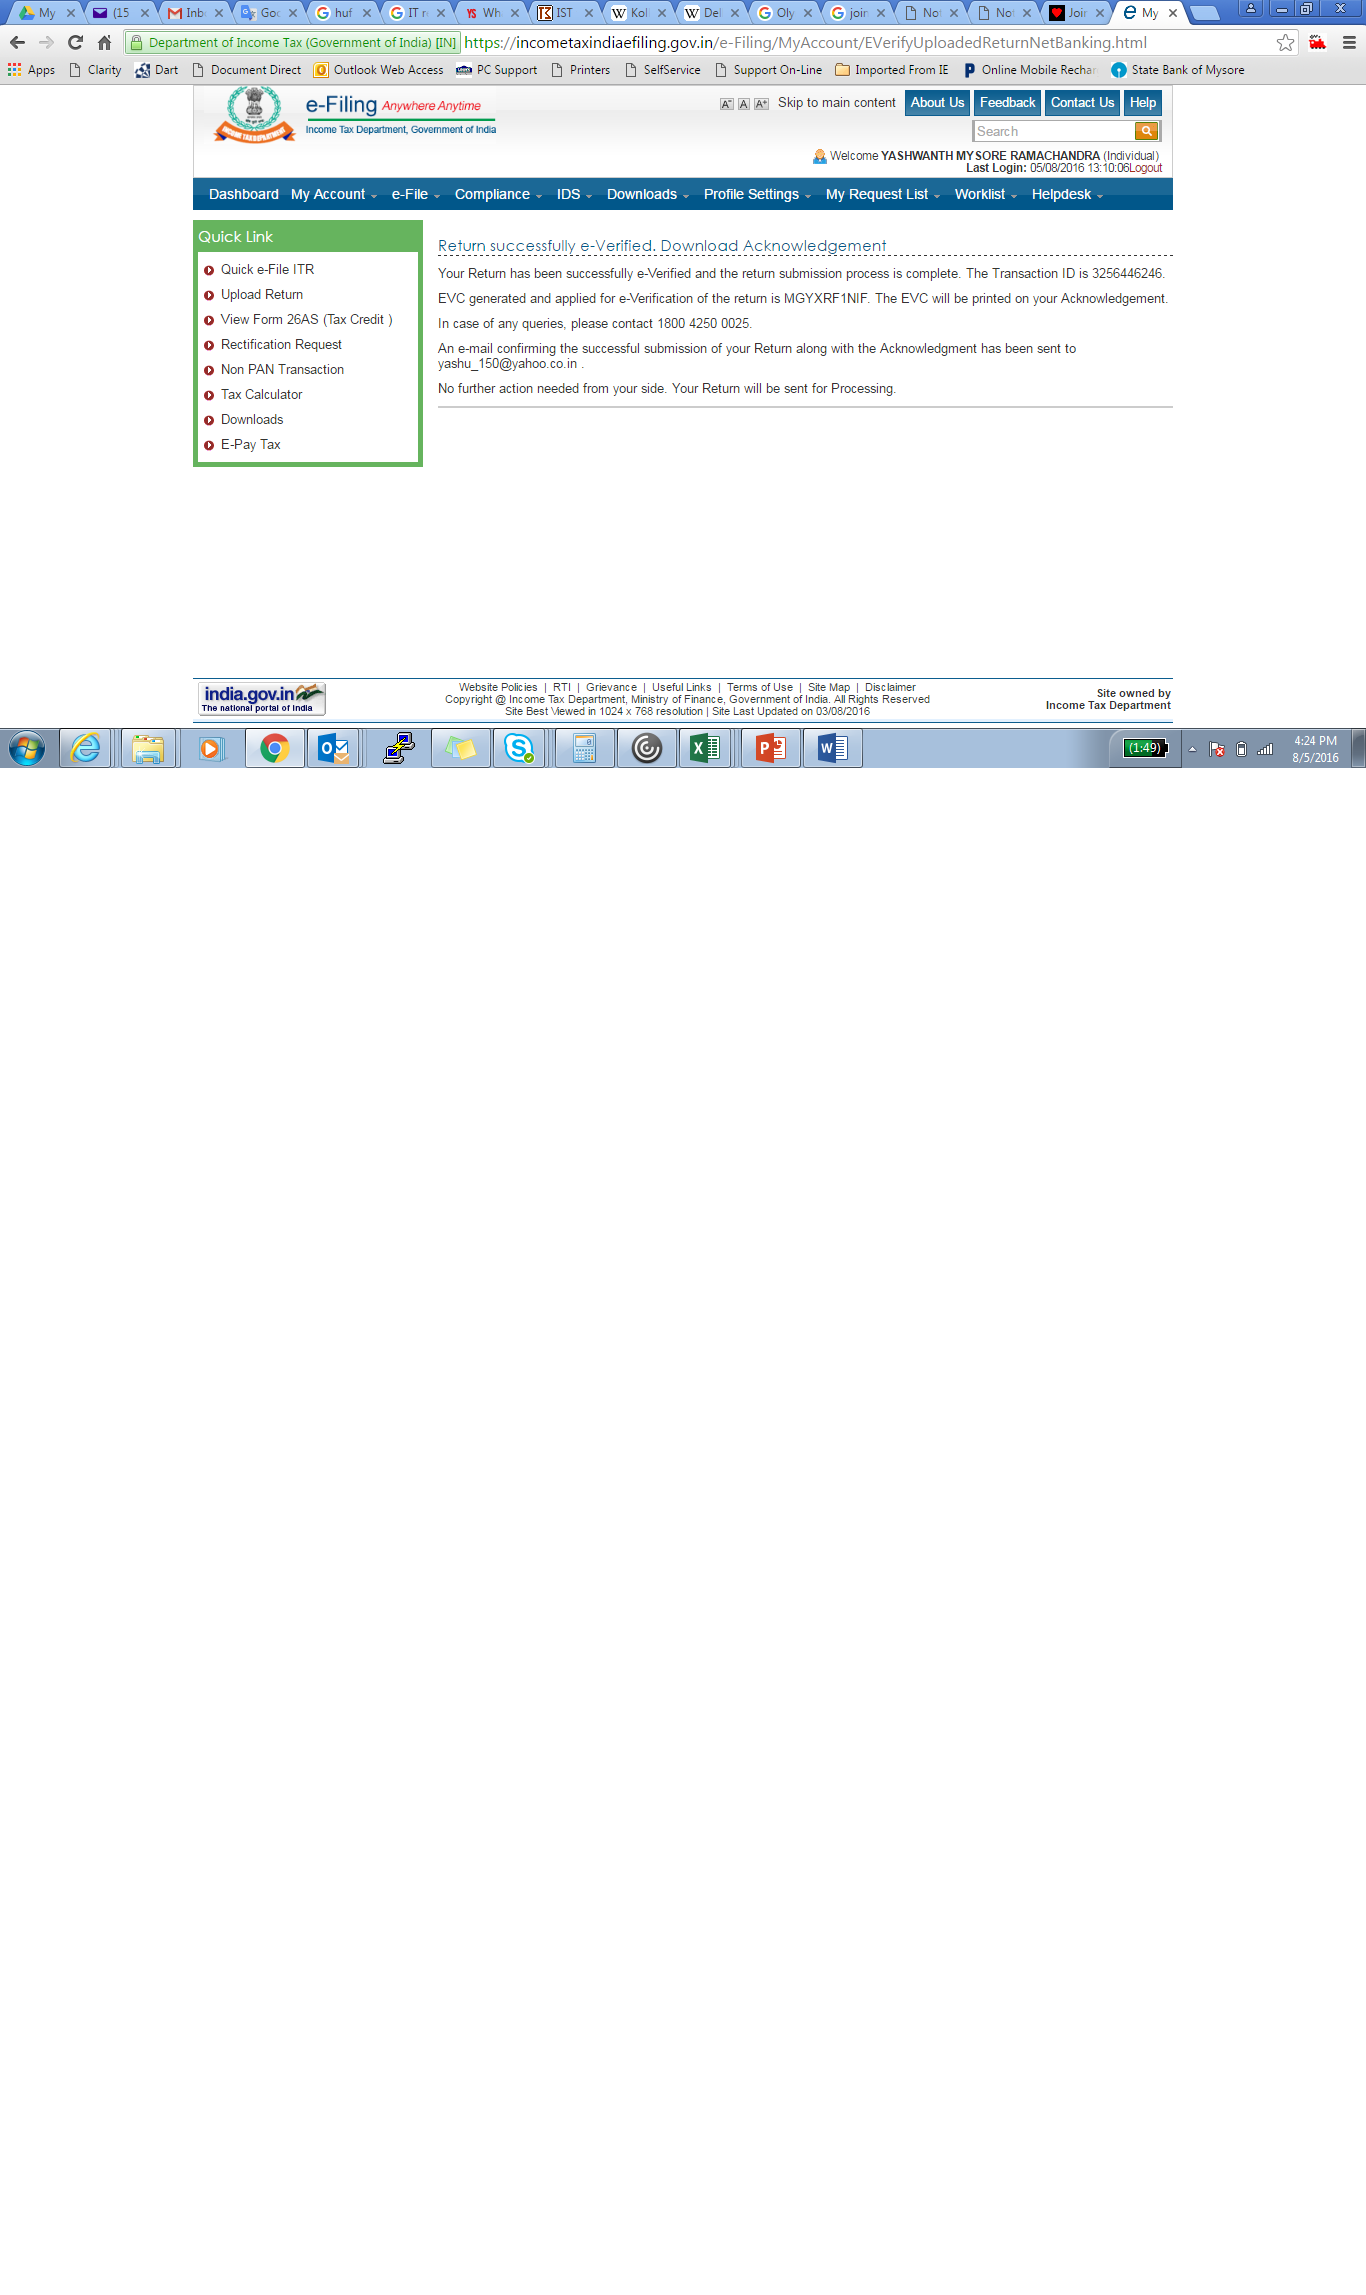 My
(15
Inb
Goo
huf
IT r
Wh
IST
Koll
Del
Oly
join
Not
Not
Join
My
Department of Income Tax (Government of India) [IN] https://incometaxindiaefiling.gov.in/e-Filing/MyAccount/EVerifyUploadedReturnNetBanking.html
Apps Clarity Dart Document Direct Outlook Web Access PC Support Printers SelfService Support On-Line Imported From IE Online Mobile Rechar State Bank of Mysore
INCOME TAX DEPARTMENT
e-Filing Anywhere Anytime
Income Tax Department, Government of India
A- A A+ Skip to main content About Us Feedback Contact Us Help
Search
Welcome YASHWANTH MYSORE RAMACHANDRA (Individual)
Last Login: 05/08/2016 13:10:06Logout
Dashboard My Account e-File Compliance IDS Downloads Profile Settings My Request List Worklist Helpdesk
Quick Link
Quick e-File ITR
Upload Return
View Form 26AS (Tax Credit )
Rectification Request
Non PAN Transaction
Tax Calculator
Downloads
E-Pay Tax
Return successfully e-Verified. Download Acknowledgement
Your Return has been successfully e-Verified and the return submission process is complete. The Transaction ID is 3256446246.
EVC generated and applied for e-Verification of the return is MGYXRF1NIF. The EVC will be printed on your Acknowledgement.
In case of any queries, please contact 1800 4250 0025.
An e-mail confirming the successful submission of your Return along with the Acknowledgment has been sent to
yashu_150@yahoo.co.in .
No further action needed from your side. Your Return will be sent for Processing.
india.gov.in
The national portal of India
Website Policies | RTI | Grievance | Useful Links | Terms of Use | Site Map | Disclaimer
Copyright @ Income Tax Department, Ministry of Finance, Government of India. All Rights Reserved
Site Best Viewed in 1024 x 768 resolution | Site Last Updated on 03/08/2016
Site owned by
Income Tax Department
(1:49)
4:24 PM
8/5/2016